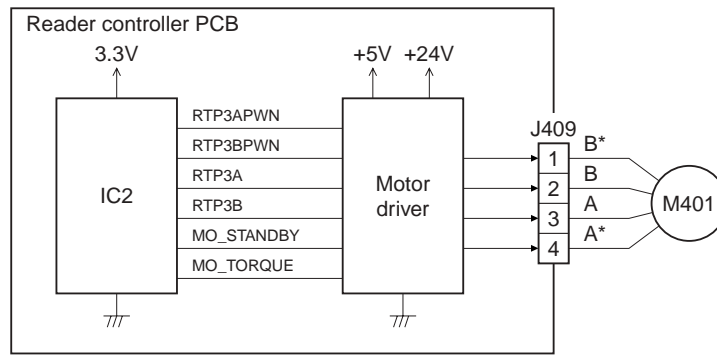 Reader controller PCB
3.3V
+5V +24V
RTP3APWN
RTP3BPWN
RTP3A
RTP3B
MO_STANDBY
MO_TORQUE
IC2
Motor
driver
J409
1
2
3
4
B*
B
A
A*
M401